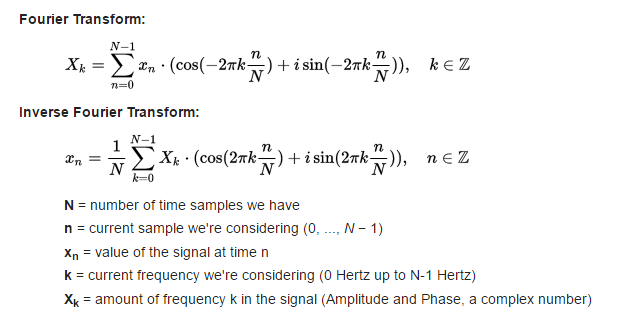 Fourier Transform:
X_k = \sum_{n=0}^{N-1} x_n \cdot (\cos(-2\pi k \frac{n}{N}) + i \sin(-2\pi k \frac{n}{N})), \quad k \in \mathbb{Z}
Inverse Fourier Transform:
x_n = \frac{1}{N} \sum_{k=0}^{N-1} X_k \cdot (\cos(2\pi k \frac{n}{N}) + i \sin(2\pi k \frac{n}{N})), \quad n \in \mathbb{Z}
N = number of time samples we have
n = current sample we're considering (0, ..., N − 1)
x_n = value of the signal at time n
k = current frequency we're considering (0 Hertz up to N-1 Hertz)
X_k = amount of frequency k in the signal (Amplitude and Phase, a complex number)